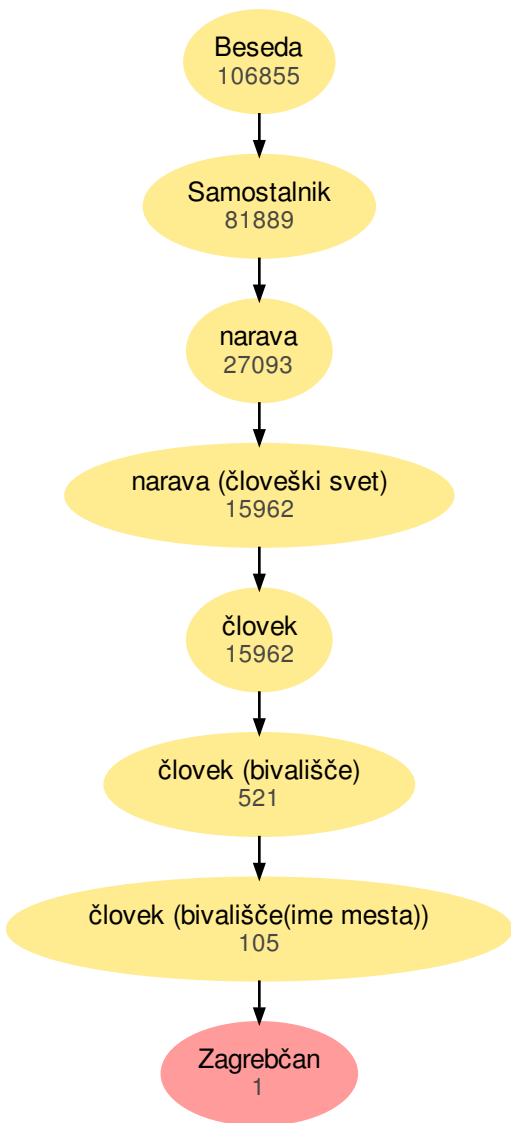 Beseda
106855
Samostalnik
81889
narava
27093
narava (človeški svet)
15962
človek
15962
človek (bivališče)
521
človek (bivališče(ime mesta))
105
Zagrebčan
1